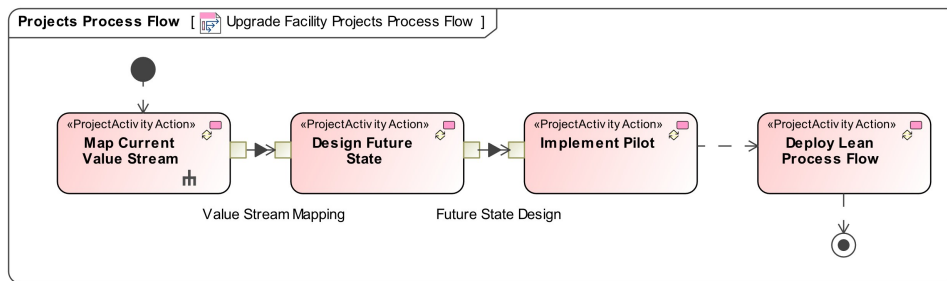 Projects Process Flow [ Upgrade Facility Projects Process Flow ]
«ProjectActivity Action»
Map Current
Value Stream
«ProjectActivity Action»
Design Future
State
«ProjectActivity Action»
Implement Pilot
«ProjectActivity Action»
Deploy Lean
Process Flow
Value Stream Mapping
Future State Design